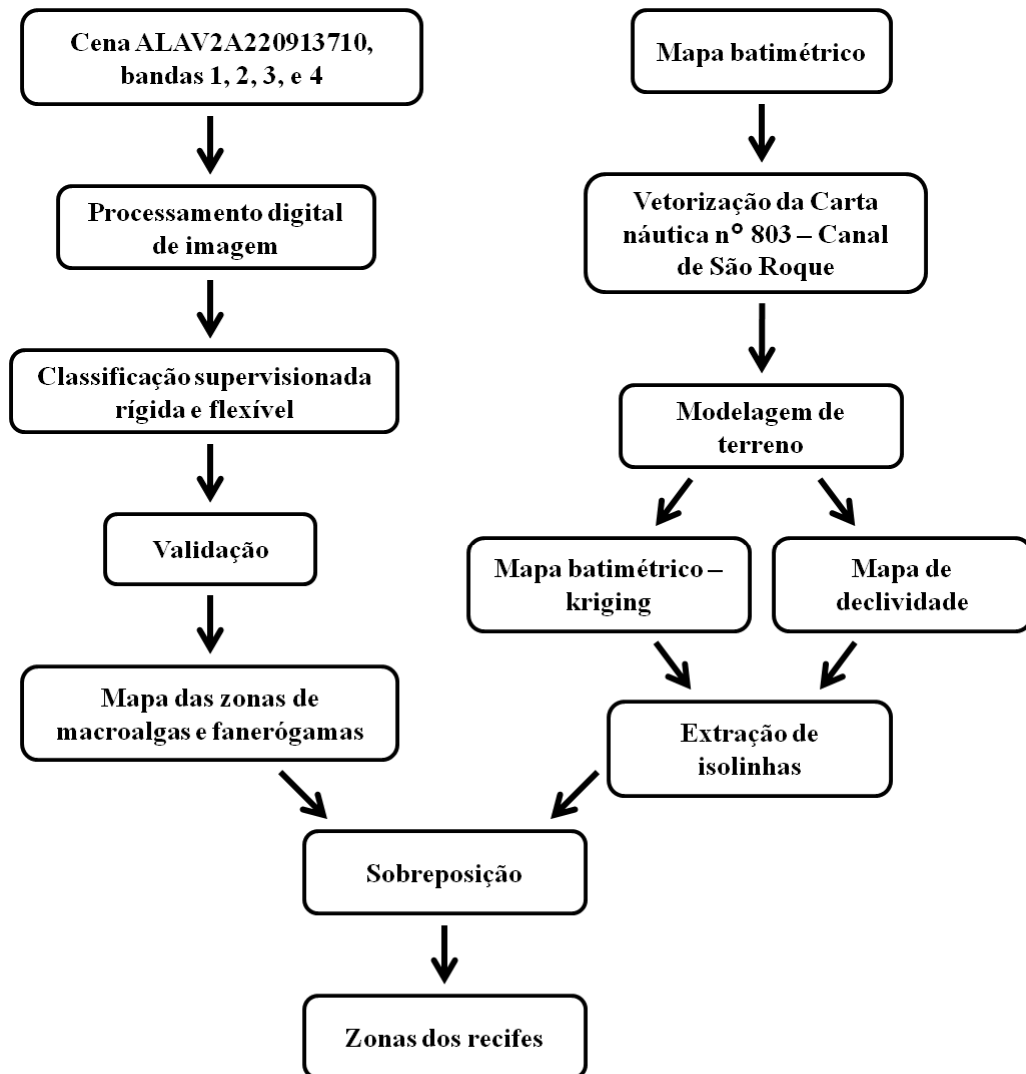 Cena ALAV2A220913710,
bandas 1, 2, 3, e 4
Processamento digital
de imagem
Classificação supervisionada
rígida e flexível
Validação
Mapa das zonas de
macroalgas e fanerógamas
Mapa batimétrico
Vetorização da Carta
náutica n° 803 – Canal
de São Roque
Modelagem de
terreno
Mapa batimétrico –
kriging
Mapa de
declividade
Extração de
isolinhas
Sobreposição
Zonas dos recifes